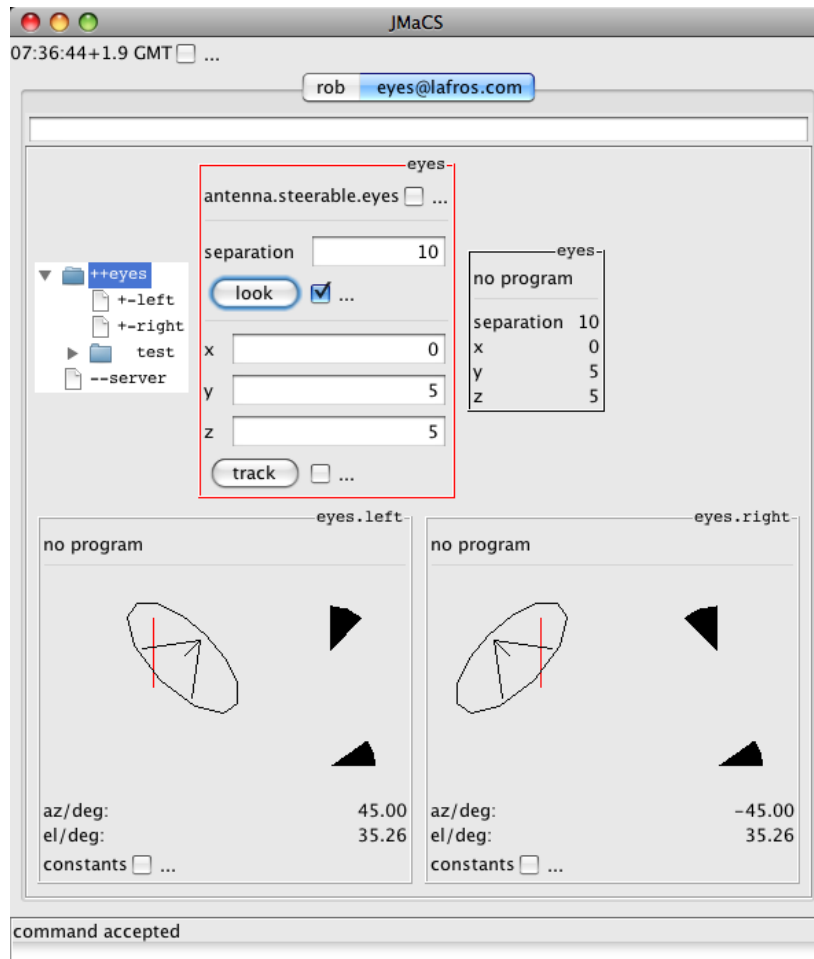 JMaCS
07:36:44+1.9 GMT ...
rob eyes@lafros.com
eyes
antenna.steerable.eyes ...
separation 10
look ...
x 0
y 5
z 5
track ...
++eyes
+-left
+-right
test
--server
eyes
no program
separation 10
x 0
y 5
z 5
eyes.left
no program
az/deg: 45.00
el/deg: 35.26
constants ...
eyes.right
no program
az/deg: -45.00
el/deg: 35.26
constants ...
command accepted